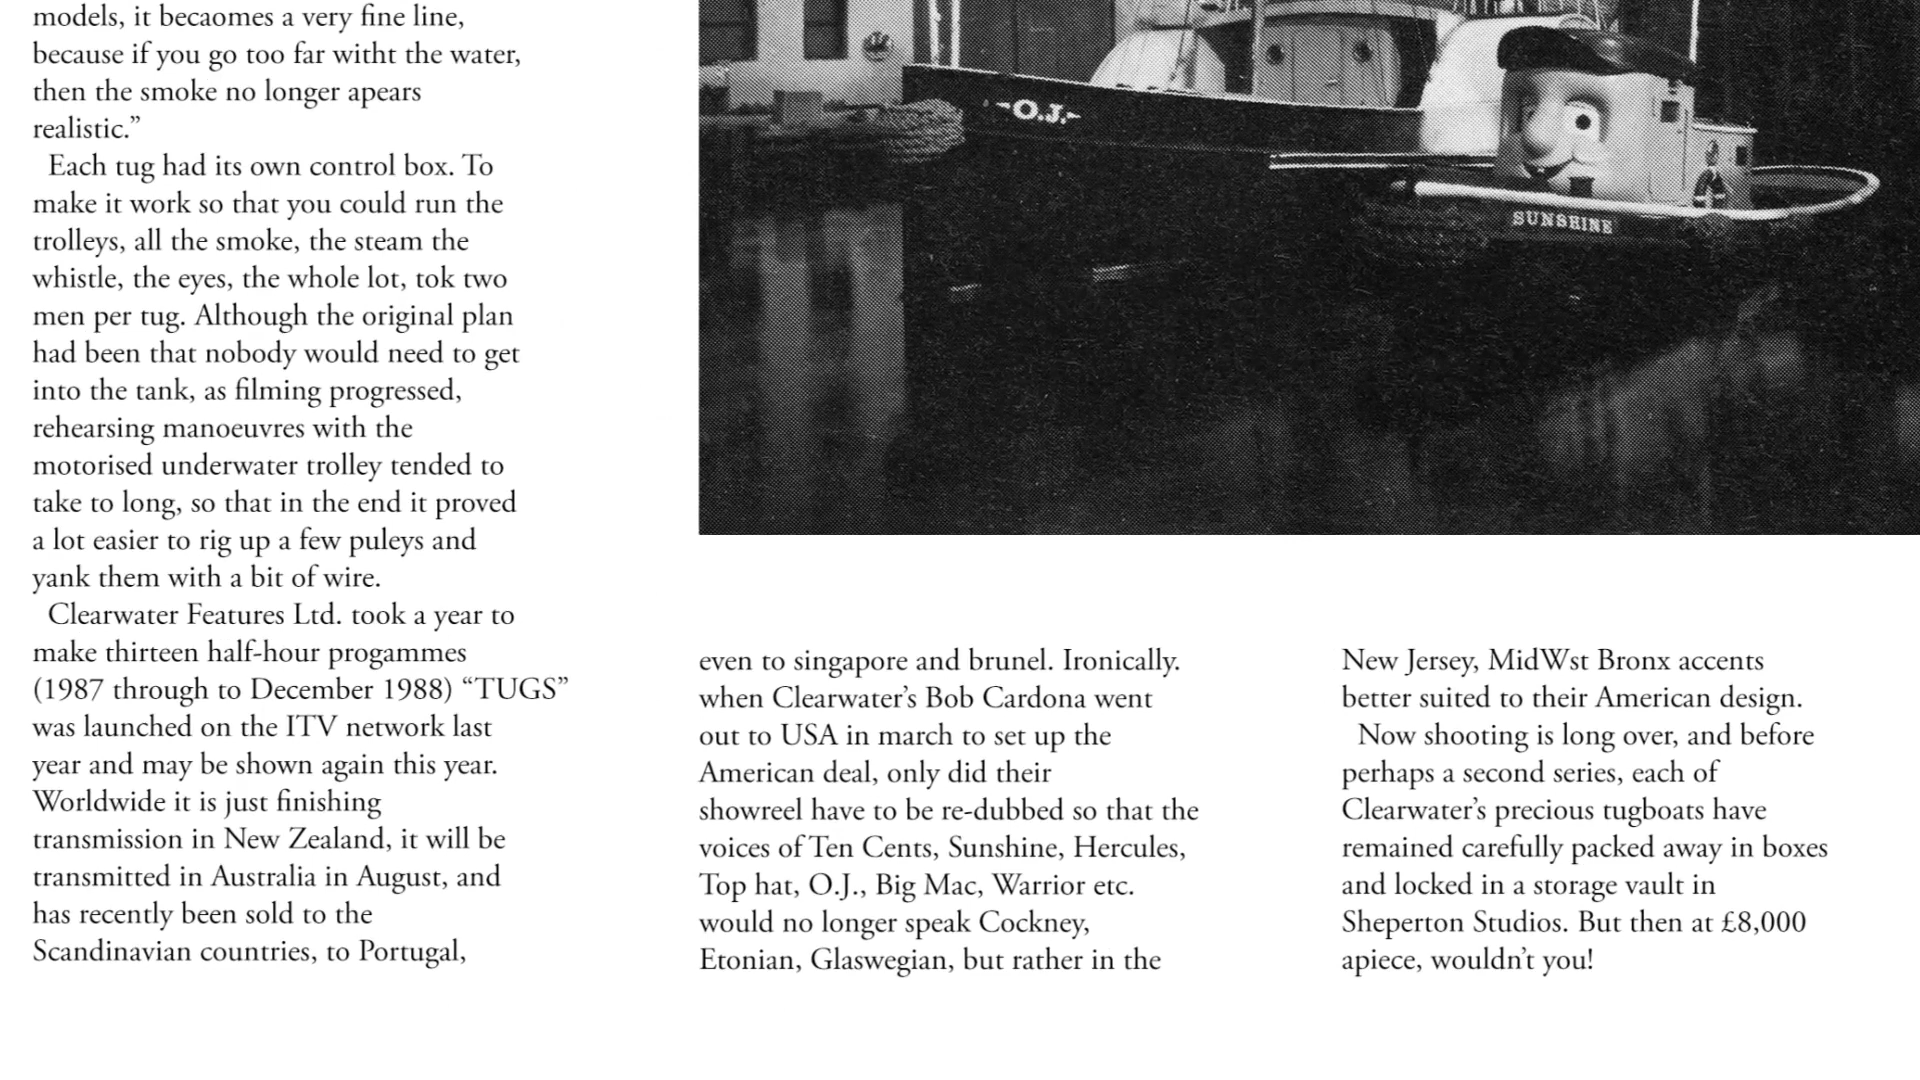 models, it becaomes a very fine line,
because if you go too far witht the water,
then the smoke no longer apears
realistic.”
Each tug had its own control box. To
make it work so that you could run the
trolleys, all the smoke, the steam the
whistle, the eyes, the whole lot, tok two
men per tug. Although the original plan
had been that nobody would need to get
into the tank, as filming progressed,
rehearsing manoeuvres with the
motorised underwater trolley tended to
take to long, so that in the end it proved
a lot easier to rig up a few puleys and
yank them with a bit of wire.
Clearwater Features Ltd. took a year to
make thirteen half-hour progammes
(1987 through to December 1988) “TUGS”
was launched on the ITV network last
year and may be shown again this year.
Worldwide it is just finishing
transmission in New Zealand, it will be
transmitted in Australia in August, and
has recently been sold to the
Scandinavian countries, to Portugal,
-O.J.-
SUNSHINE
even to singapore and brunel. Ironically.
when Clearwater’s Bob Cardona went
out to USA in march to set up the
American deal, only did their
showreel have to be re-dubbed so that the
voices of Ten Cents, Sunshine, Hercules,
Top hat, O.J., Big Mac, Warrior etc.
would no longer speak Cockney,
Etonian, Glaswegian, but rather in the
New Jersey, MidWst Bronx accents
better suited to their American design.
Now shooting is long over, and before
perhaps a second series, each of
Clearwater’s precious tugboats have
remained carefully packed away in boxes
and locked in a storage vault in
Sheperton Studios. But then at £8,000
apiece, wouldn’t you!